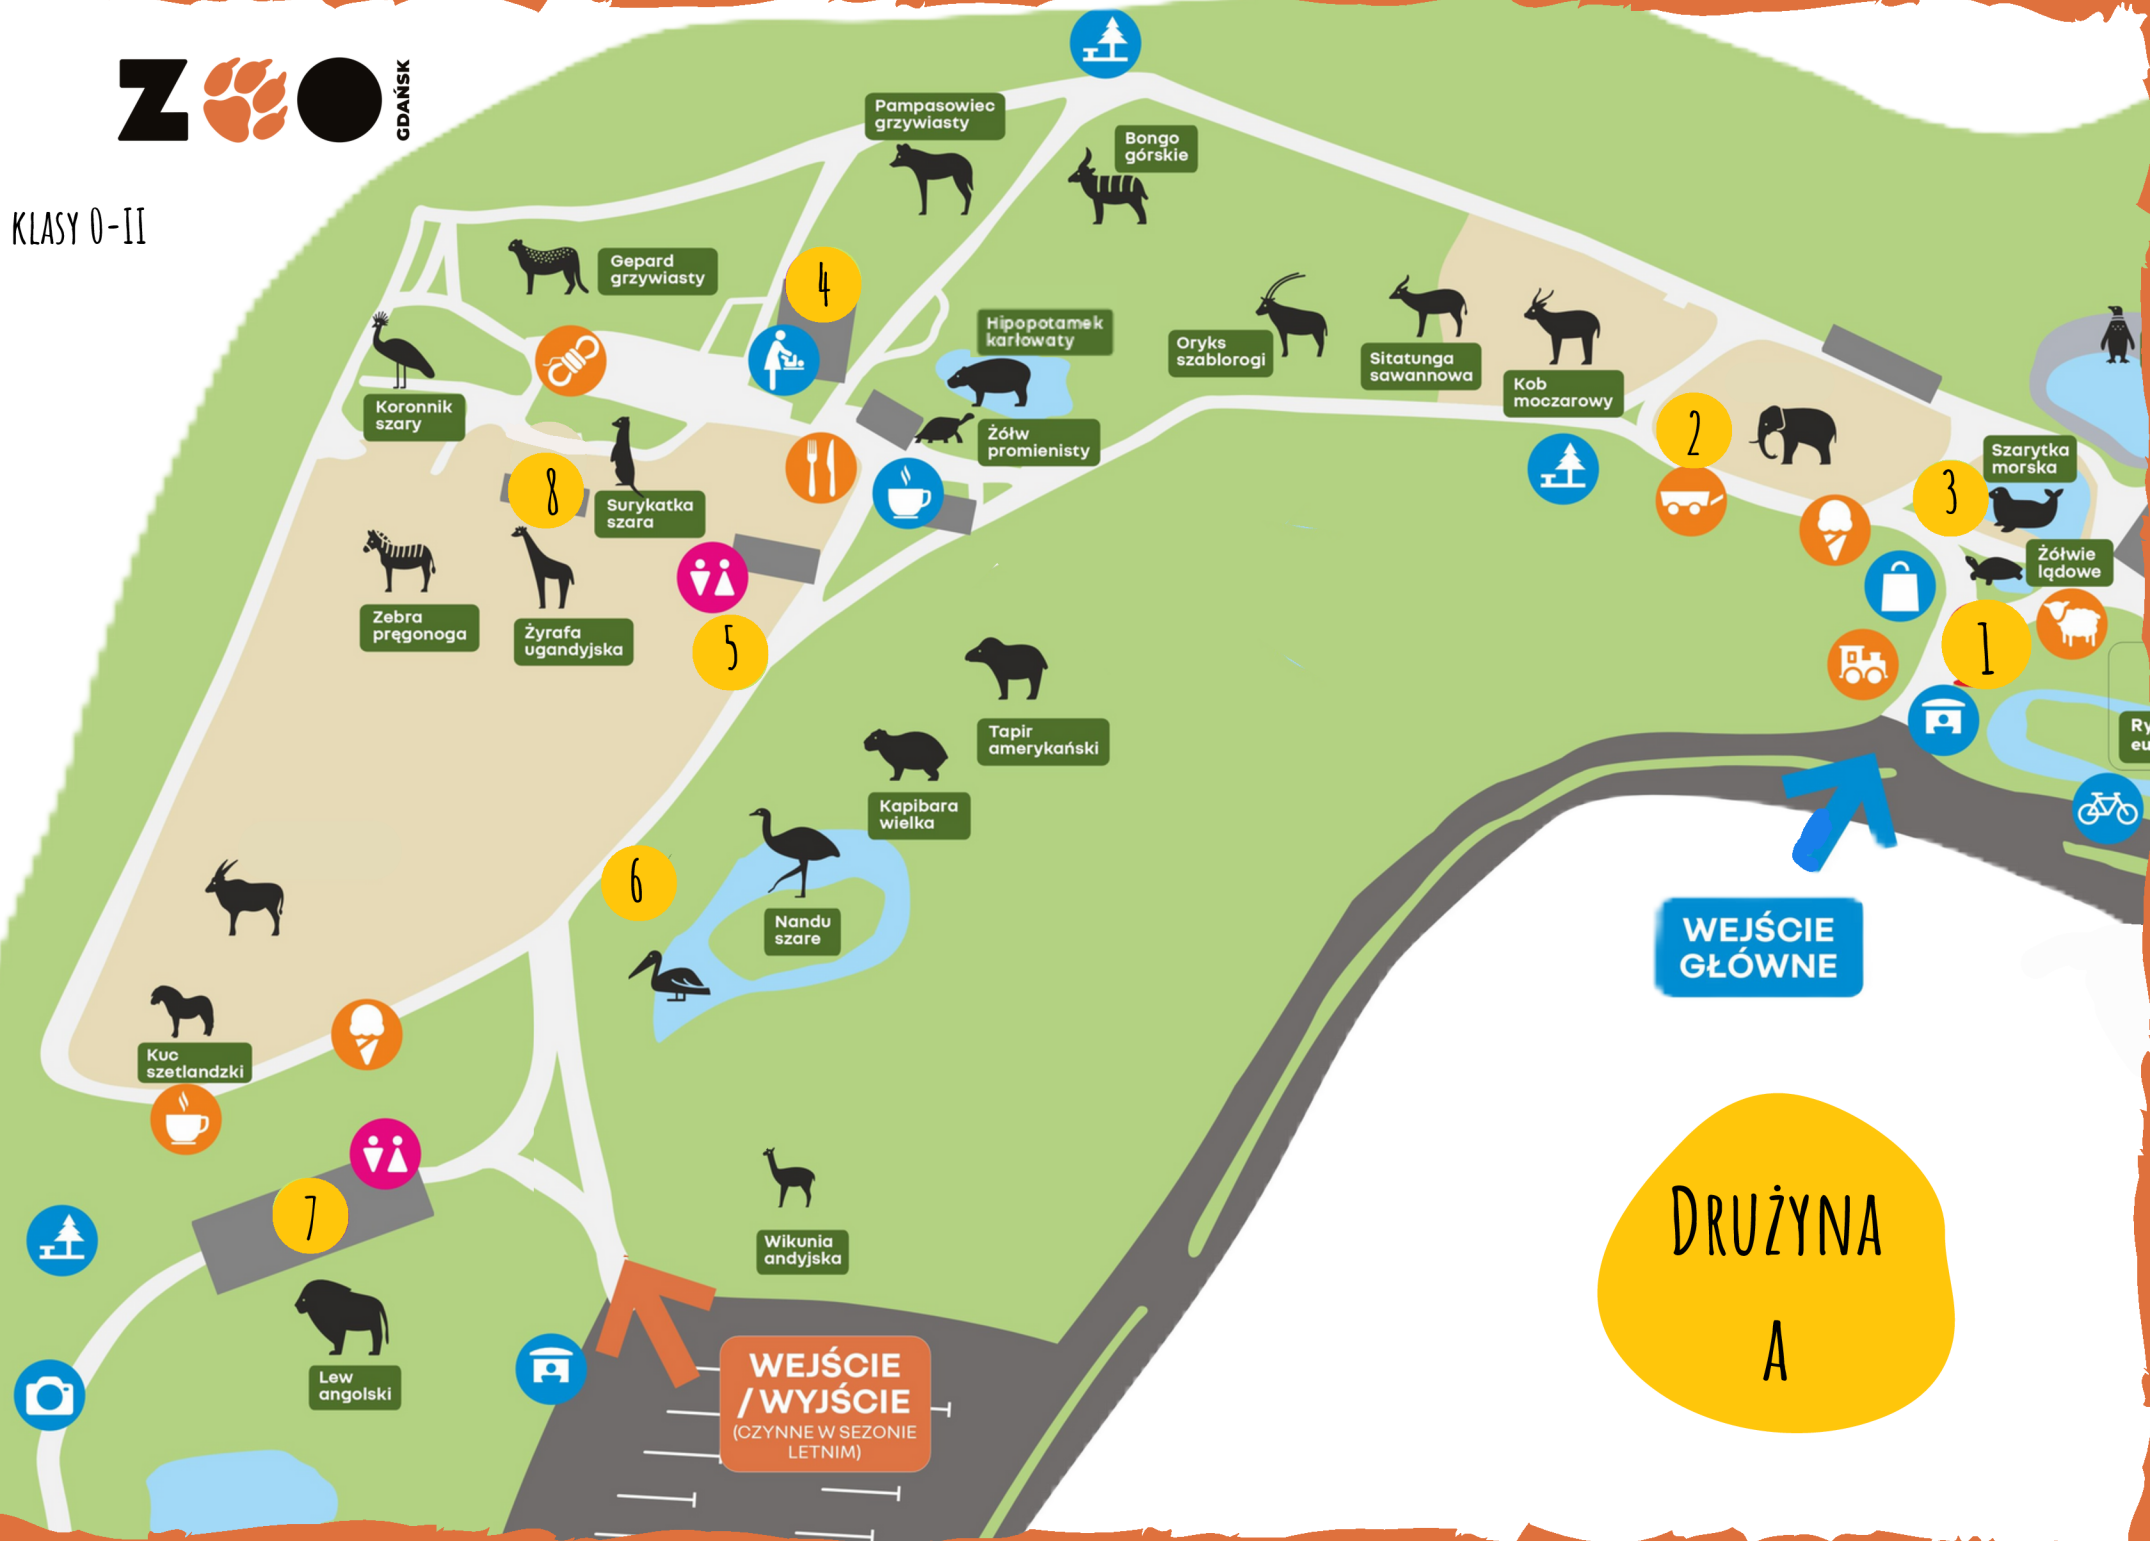 ZOO
GDAŃSK
KLASY 0-II
Pampasowiec
grzywiasty
Bongo
górskie
Gepard
grzywiasty
4
Hipopotamek
karłowaty
Oryks
szablorogi
Sitatunga
sawannowa
Kob
moczarowy
Koronnik
szary
Żółw
promienisty
2
Szarytka
morska
3
8
Surykatka
szara
Żółwie
lądowe
Zebra
pręgonoga
Żyrafa
ugandyjska
5
1
Tapir
amerykański
Ry
eu
Kapibara
wielka
6
Nandu
szare
WEJŚCIE
GŁÓWNE
Kuc
szetlandzki
7
Wikunia
andyjska
Lew
angolski
WEJŚCIE
/WYJŚCIE
(CZYNNE W SEZONIE
LETNIM)
DRUŻYNA
A